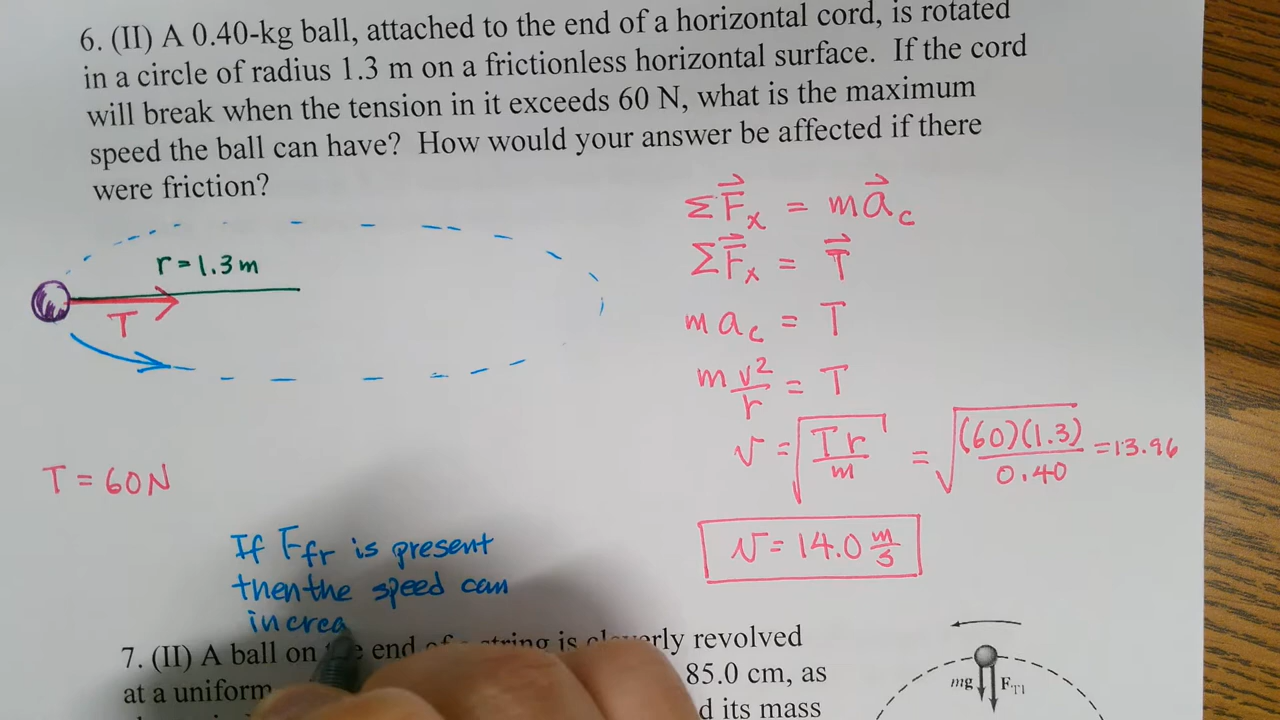 6. (II) A 0.40-kg ball, attached to the end of a horizontal cord, is rotated
in a circle of radius 1.3 m on a frictionless horizontal surface. If the cord
will break when the tension in it exceeds 60 N, what is the maximum
speed the ball can have? How would your answer be affected if there
were friction?
r = 1.3 m
T
T = 60N
ΣF⃗x = ma⃗c
ΣF⃗x = T⃗
mac = T
m v²/r = T
v = √(Tr/m) = √((60)(1.3)/0.40) = 13.96
v = 14.0 m/s
If Ffr is present
then the speed can
increa
7. (II) A ball on the end of a string is cleverly revolved
at a uniform 85.0 cm, as
d its mass
mg FT1